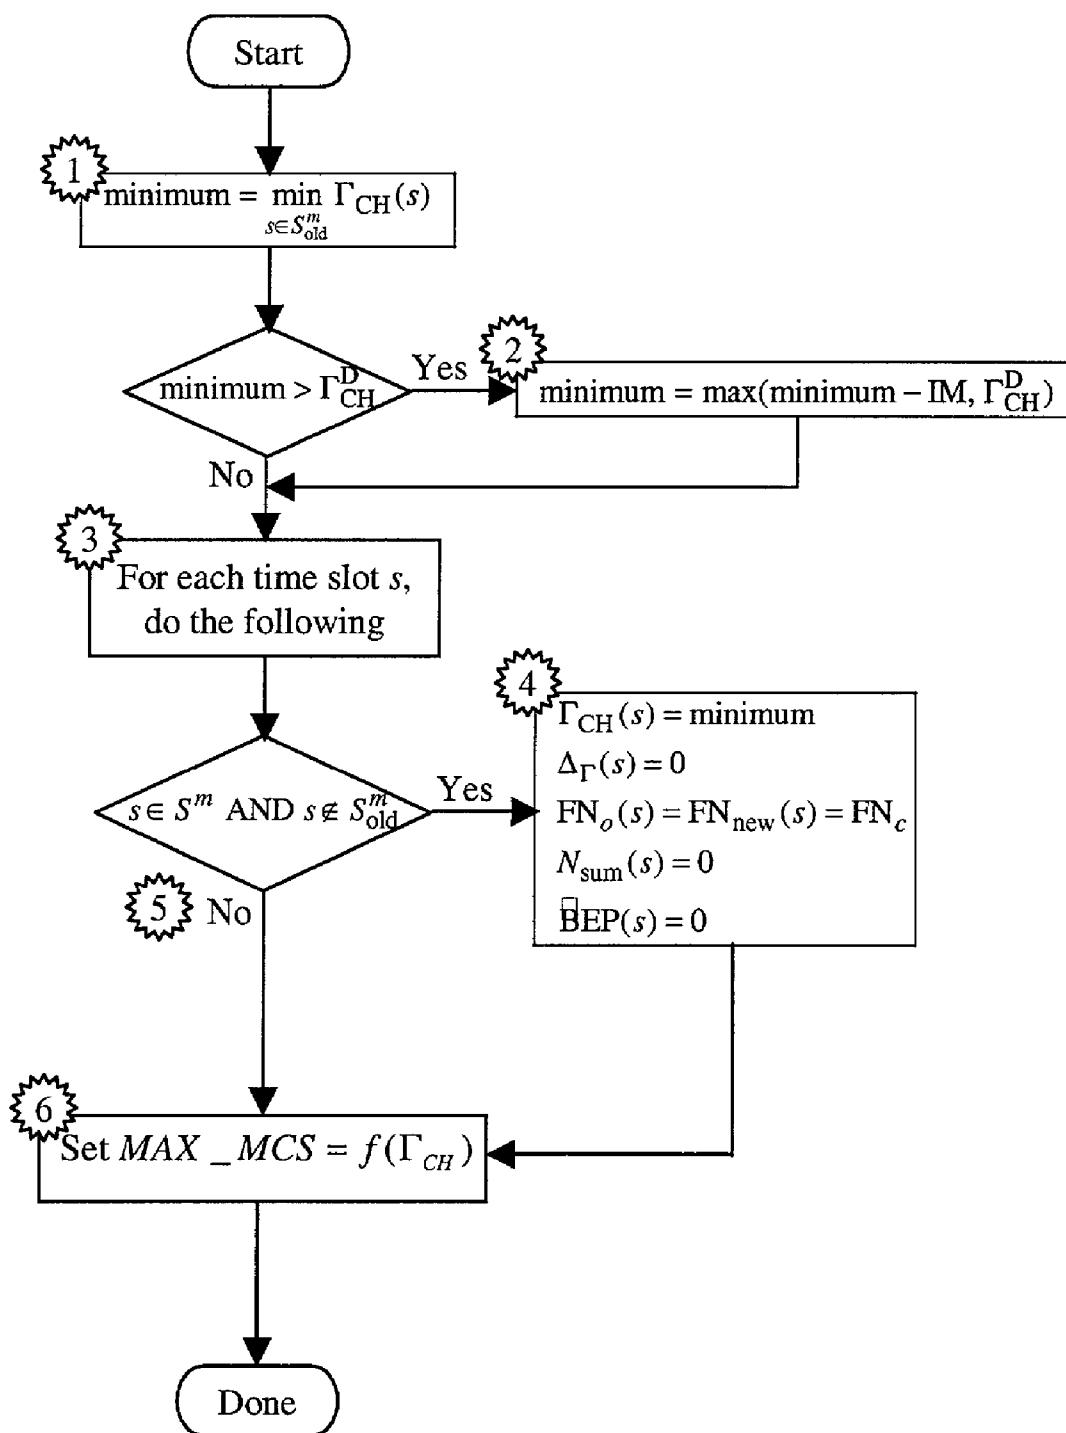 Start
1
minimum = min Γ_CH(s)
s∈S^m_old
minimum > Γ^D_CH
Yes
2
minimum = max(minimum − IM, Γ^D_CH)
No
3
For each time slot s,
do the following
s∈S^m AND s∉S^m_old
Yes
4
Γ_CH(s) = minimum
Δ_Γ(s) = 0
FN_o(s) = FN_new(s) = FN_c
N_sum(s) = 0
BEP(s) = 0
5
No
6
Set MAX _ MCS = f(Γ_CH)
Done